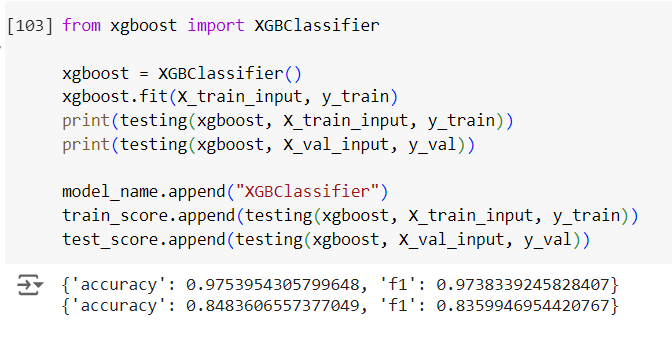 [103] from xgboost import XGBClassifier
xgboost = XGBClassifier()
xgboost.fit(X_train_input, y_train)
print(testing(xgboost, X_train_input, y_train))
print(testing(xgboost, X_val_input, y_val))
model_name.append("XGBClassifier")
train_score.append(testing(xgboost, X_train_input, y_train))
test_score.append(testing(xgboost, X_val_input, y_val))
{'accuracy': 0.9753954305799648, 'f1': 0.9738339245828407}
{'accuracy': 0.8483606557377049, 'f1': 0.8359946954420767}